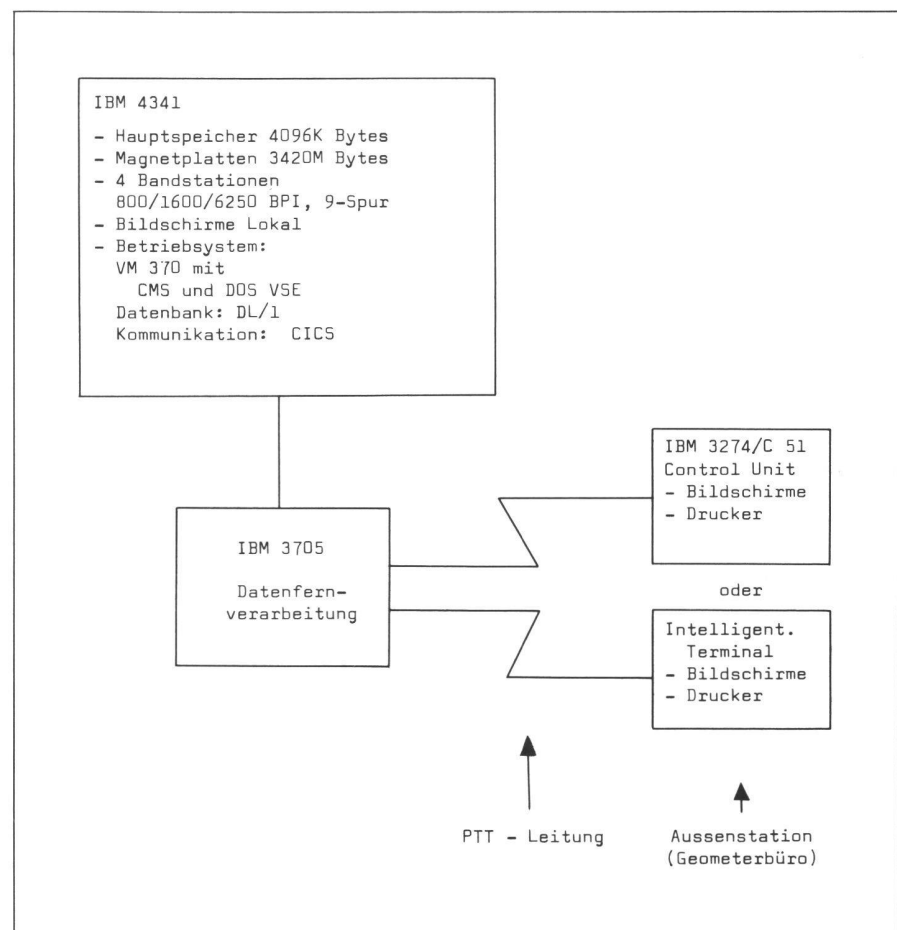 IBM 4341
- Hauptspeicher 4096K Bytes
- Magnetplatten 3420M Bytes
- 4 Bandstationen
800/1600/6250 BPI, 9-Spur
- Bildschirme Lokal
- Betriebsystem:
VM 370 mit
CMS und DOS VSE
Datenbank: DL/1
Kommunikation: CICS
IBM 3705
Datenfern-
verarbeitung
IBM 3274/C 51
Control Unit
- Bildschirme
- Drucker
oder
Intelligent.
Terminal
- Bildschirme
- Drucker
PTT - Leitung
Aussenstation
(Geometerbüro)